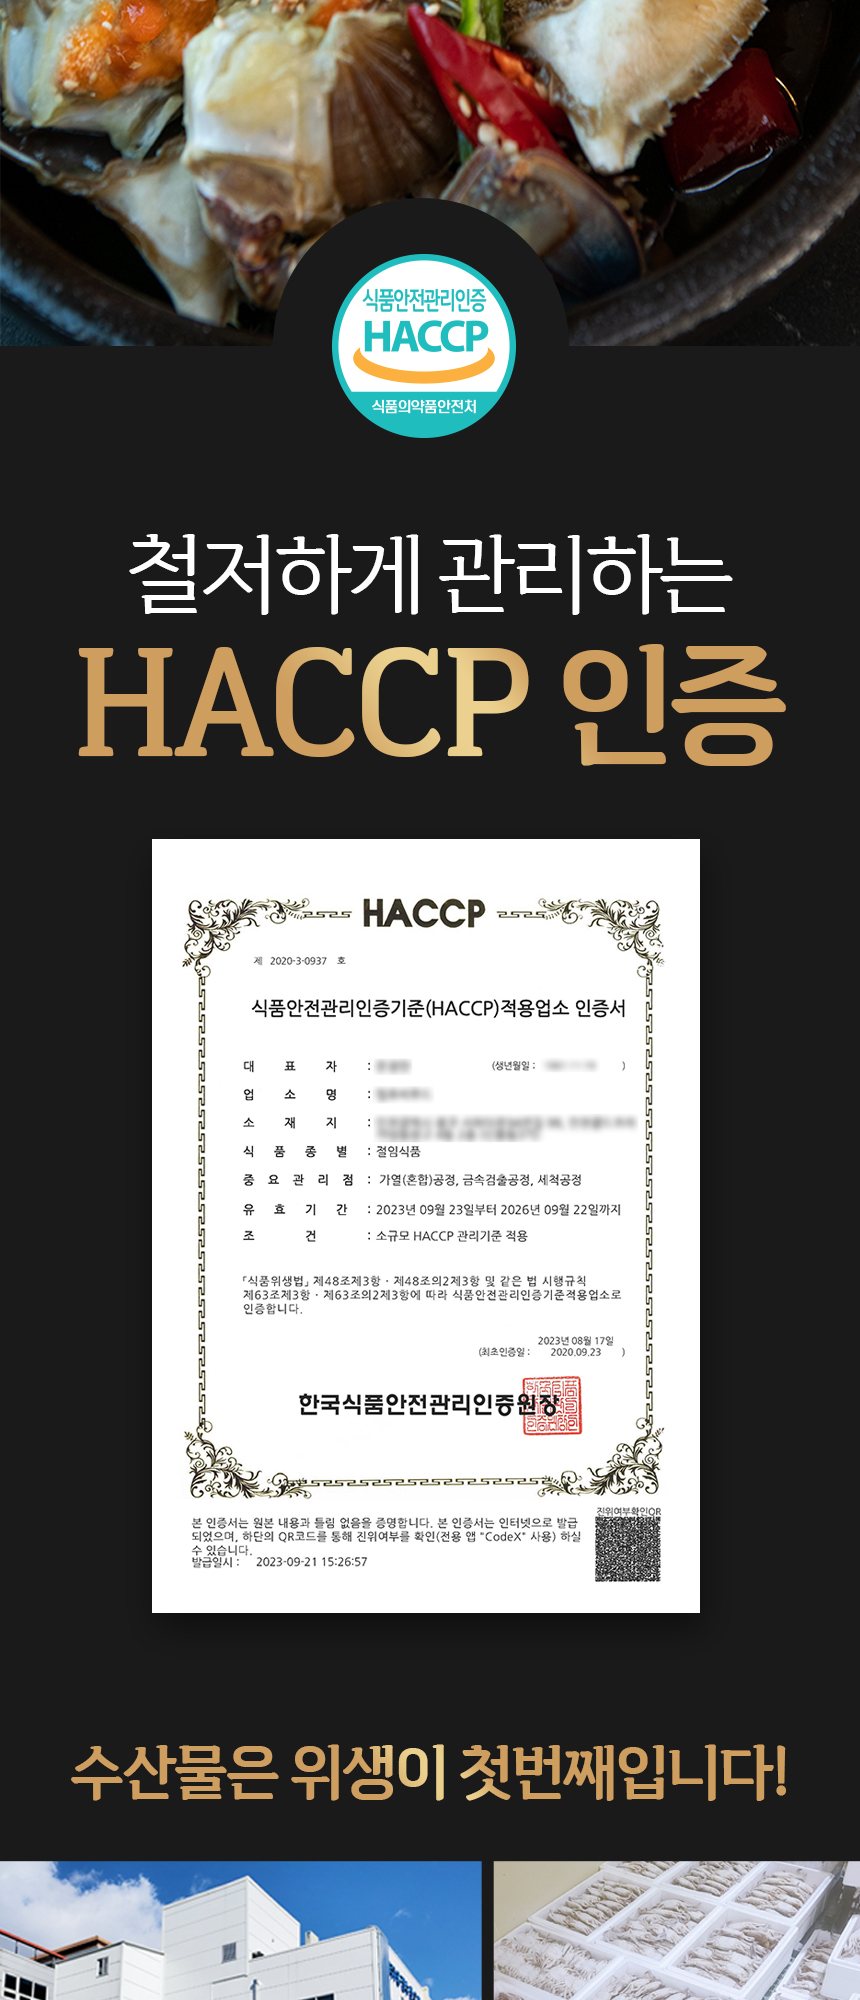 식품안전관리인증
HACCP
식품의약품안전처
철저하게 관리하는
HACCP 인증
HACCP
제 2020-3-0937 호
식품안전관리인증기준(HACCP)적용업소 인증서
대 표 자 :
(생년월일 : )
업 소 명 :
소 재 지 :
식 품 종 별 : 절임식품
중 요 관 리 점 : 가열(혼합)공정, 금속검출공정, 세척공정
유 효 기 간 : 2023년 09월 23일부터 2026년 09월 22일까지
조 건 : 소규모 HACCP 관리기준 적용
「식품위생법」 제48조제3항ㆍ제48조의2제3항 및 같은 법 시행규칙
제63조제3항ㆍ제63조의2제3항에 따라 식품안전관리인증기준적용업소로
인증합니다.
2023년 08월 17일
(최초인증일 : 2020.09.23 )
한국식품안전관리인증원장
진위여부확인QR
본 인증서는 원본 내용과 틀림 없음을 증명합니다. 본 인증서는 인터넷으로 발급
되었으며, 하단의 QR코드를 통해 진위여부를 확인(전용 앱 "CodeX" 사용) 하실
수 있습니다.
발급일시 : 2023-09-21 15:26:57
수산물은 위생이 첫번째입니다!